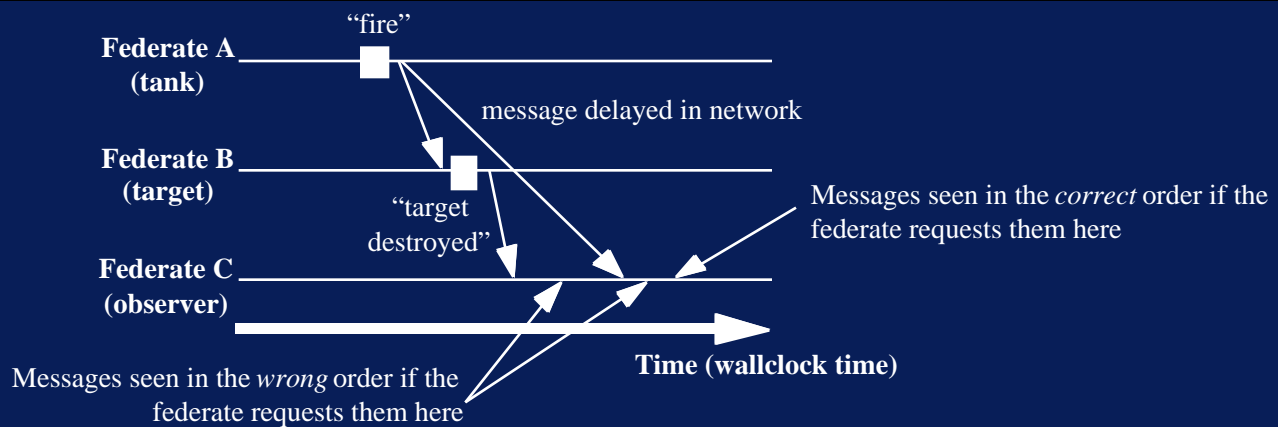 “fire”
Federate A
(tank)
message delayed in network
Federate B
(target)
Messages seen in the correct order if the
federate requests them here
“target
destroyed”
Federate C
(observer)
Time (wallclock time)
Messages seen in the wrong order if the
federate requests them here